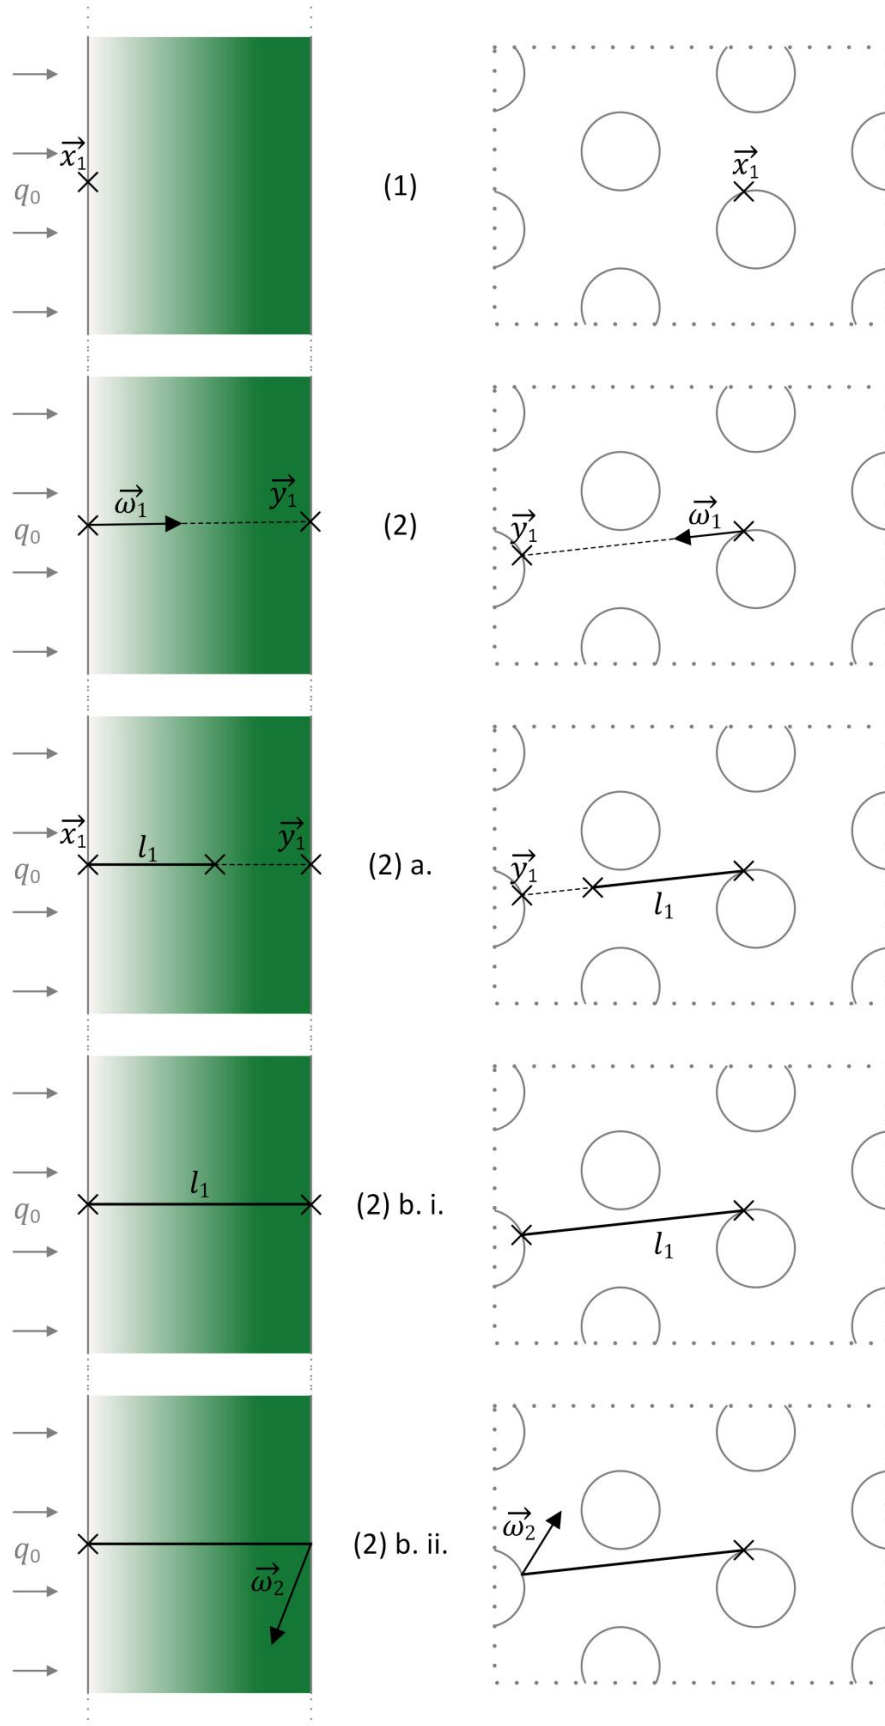 x⃗₁
q₀
(1)
x⃗₁
ω⃗₁
y⃗₁
q₀
(2)
y⃗₁
ω⃗₁
x⃗₁
l₁
y⃗₁
q₀
(2) a.
y⃗₁
l₁
l₁
q₀
(2) b. i.
l₁
q₀
ω⃗₂
(2) b. ii.
ω⃗₂